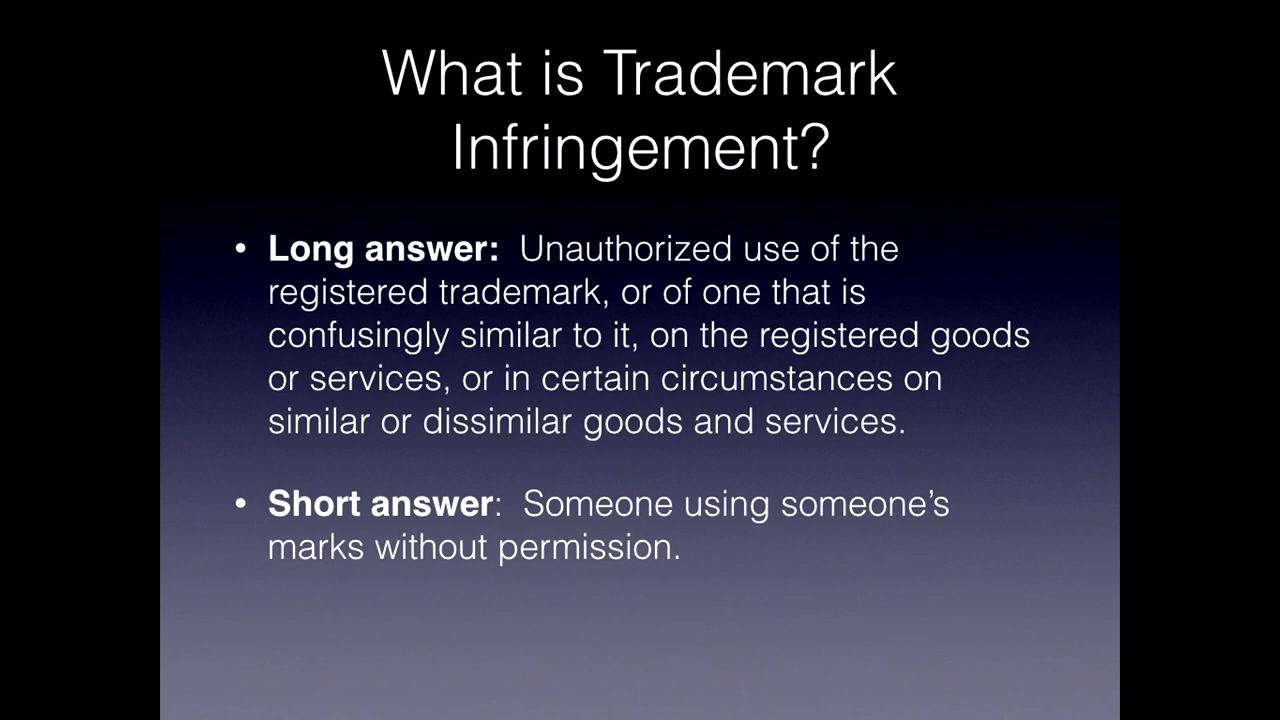 What is Trademark
Infringement?
• Long answer:  Unauthorized use of the
registered trademark, or of one that is
confusingly similar to it, on the registered goods
or services, or in certain circumstances on
similar or dissimilar goods and services.
• Short answer:  Someone using someone’s
marks without permission.